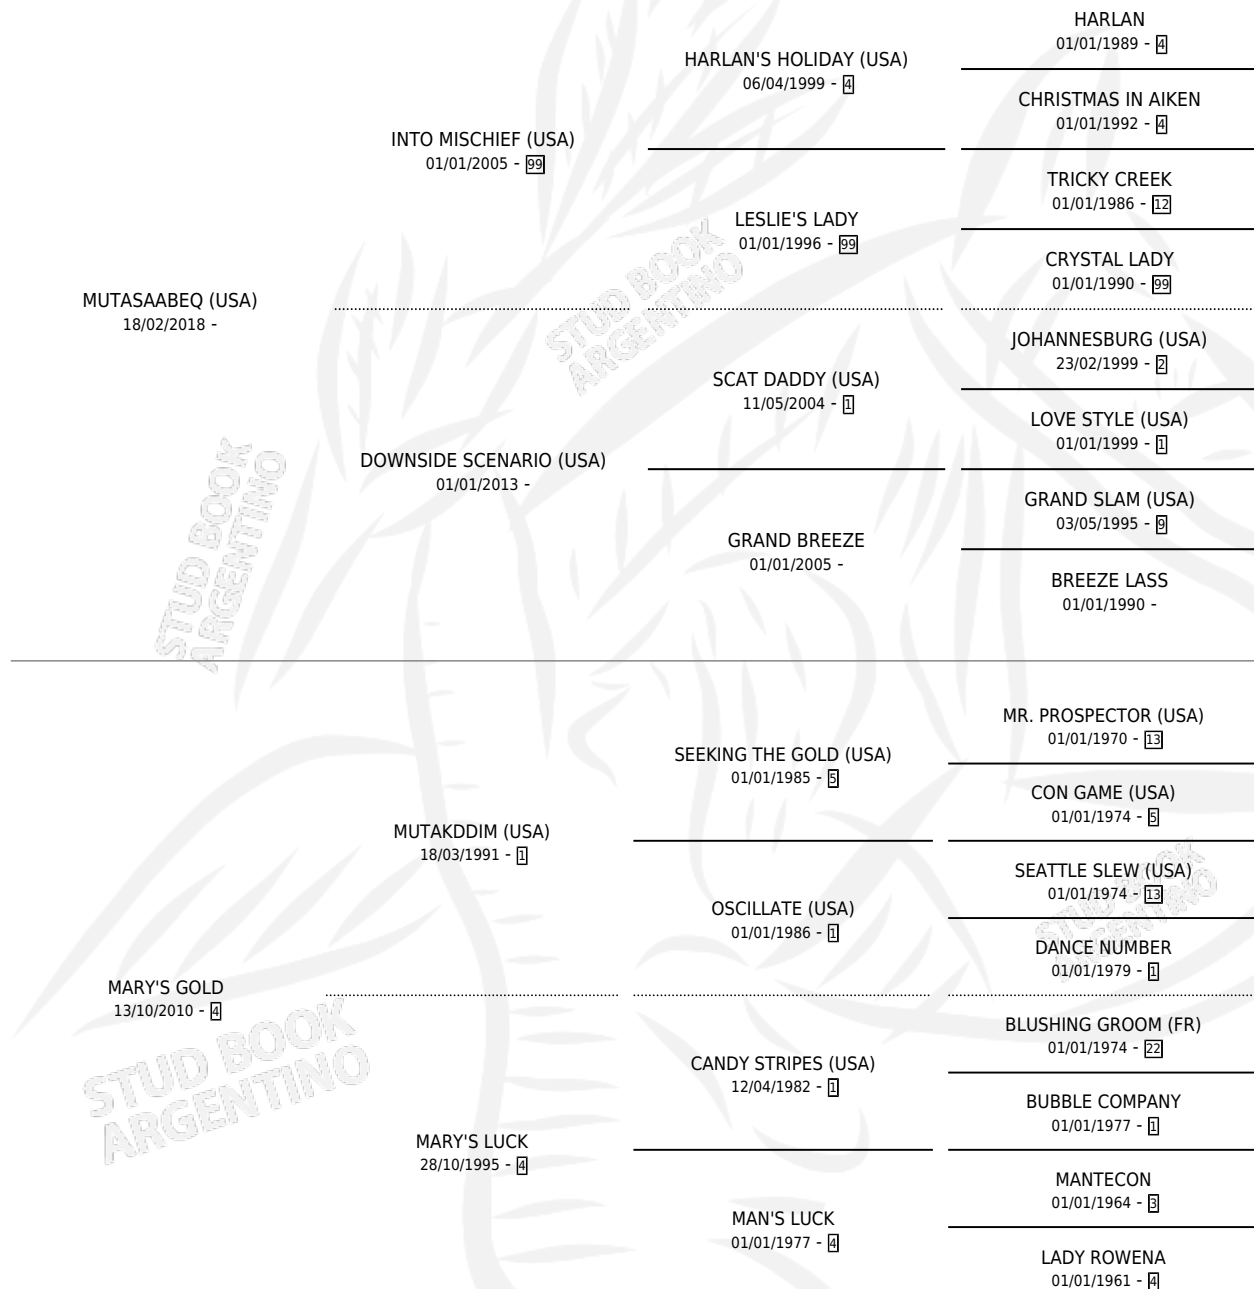 HARLAN
01/01/1989 - 4
HARLAN'S HOLIDAY (USA)
06/04/1999 - 4
CHRISTMAS IN AIKEN
01/01/1992 - 4
INTO MISCHIEF (USA)
01/01/2005 - 99
TRICKY CREEK
01/01/1986 - 12
LESLIE'S LADY
01/01/1996 - 99
CRYSTAL LADY
01/01/1990 - 99
MUTASAABEQ (USA)
18/02/2018 -
JOHANNESBURG (USA)
23/02/1999 - 2
SCAT DADDY (USA)
11/05/2004 - 1
LOVE STYLE (USA)
01/01/1999 - 1
DOWNSIDE SCENARIO (USA)
01/01/2013 -
GRAND SLAM (USA)
03/05/1995 - 9
GRAND BREEZE
01/01/2005 -
BREEZE LASS
01/01/1990 -
MR. PROSPECTOR (USA)
01/01/1970 - 13
SEEKING THE GOLD (USA)
01/01/1985 - 5
CON GAME (USA)
01/01/1974 - 5
MUTAKDDIM (USA)
18/03/1991 - 1
SEATTLE SLEW (USA)
01/01/1974 - 13
OSCILLATE (USA)
01/01/1986 - 1
DANCE NUMBER
01/01/1979 - 1
MARY'S GOLD
13/10/2010 - 4
BLUSHING GROOM (FR)
01/01/1974 - 22
CANDY STRIPES (USA)
12/04/1982 - 1
BUBBLE COMPANY
01/01/1977 - 1
MARY'S LUCK
28/10/1995 - 4
MANTECON
01/01/1964 - 3
MAN'S LUCK
01/01/1977 - 4
LADY ROWENA
01/01/1961 - 4
STUD BOOK
ARGENTINO
STUD BOOK
ARGENTINO
STUD BOOK
ARGENTINO
STUD BOOK
ARGENTINO